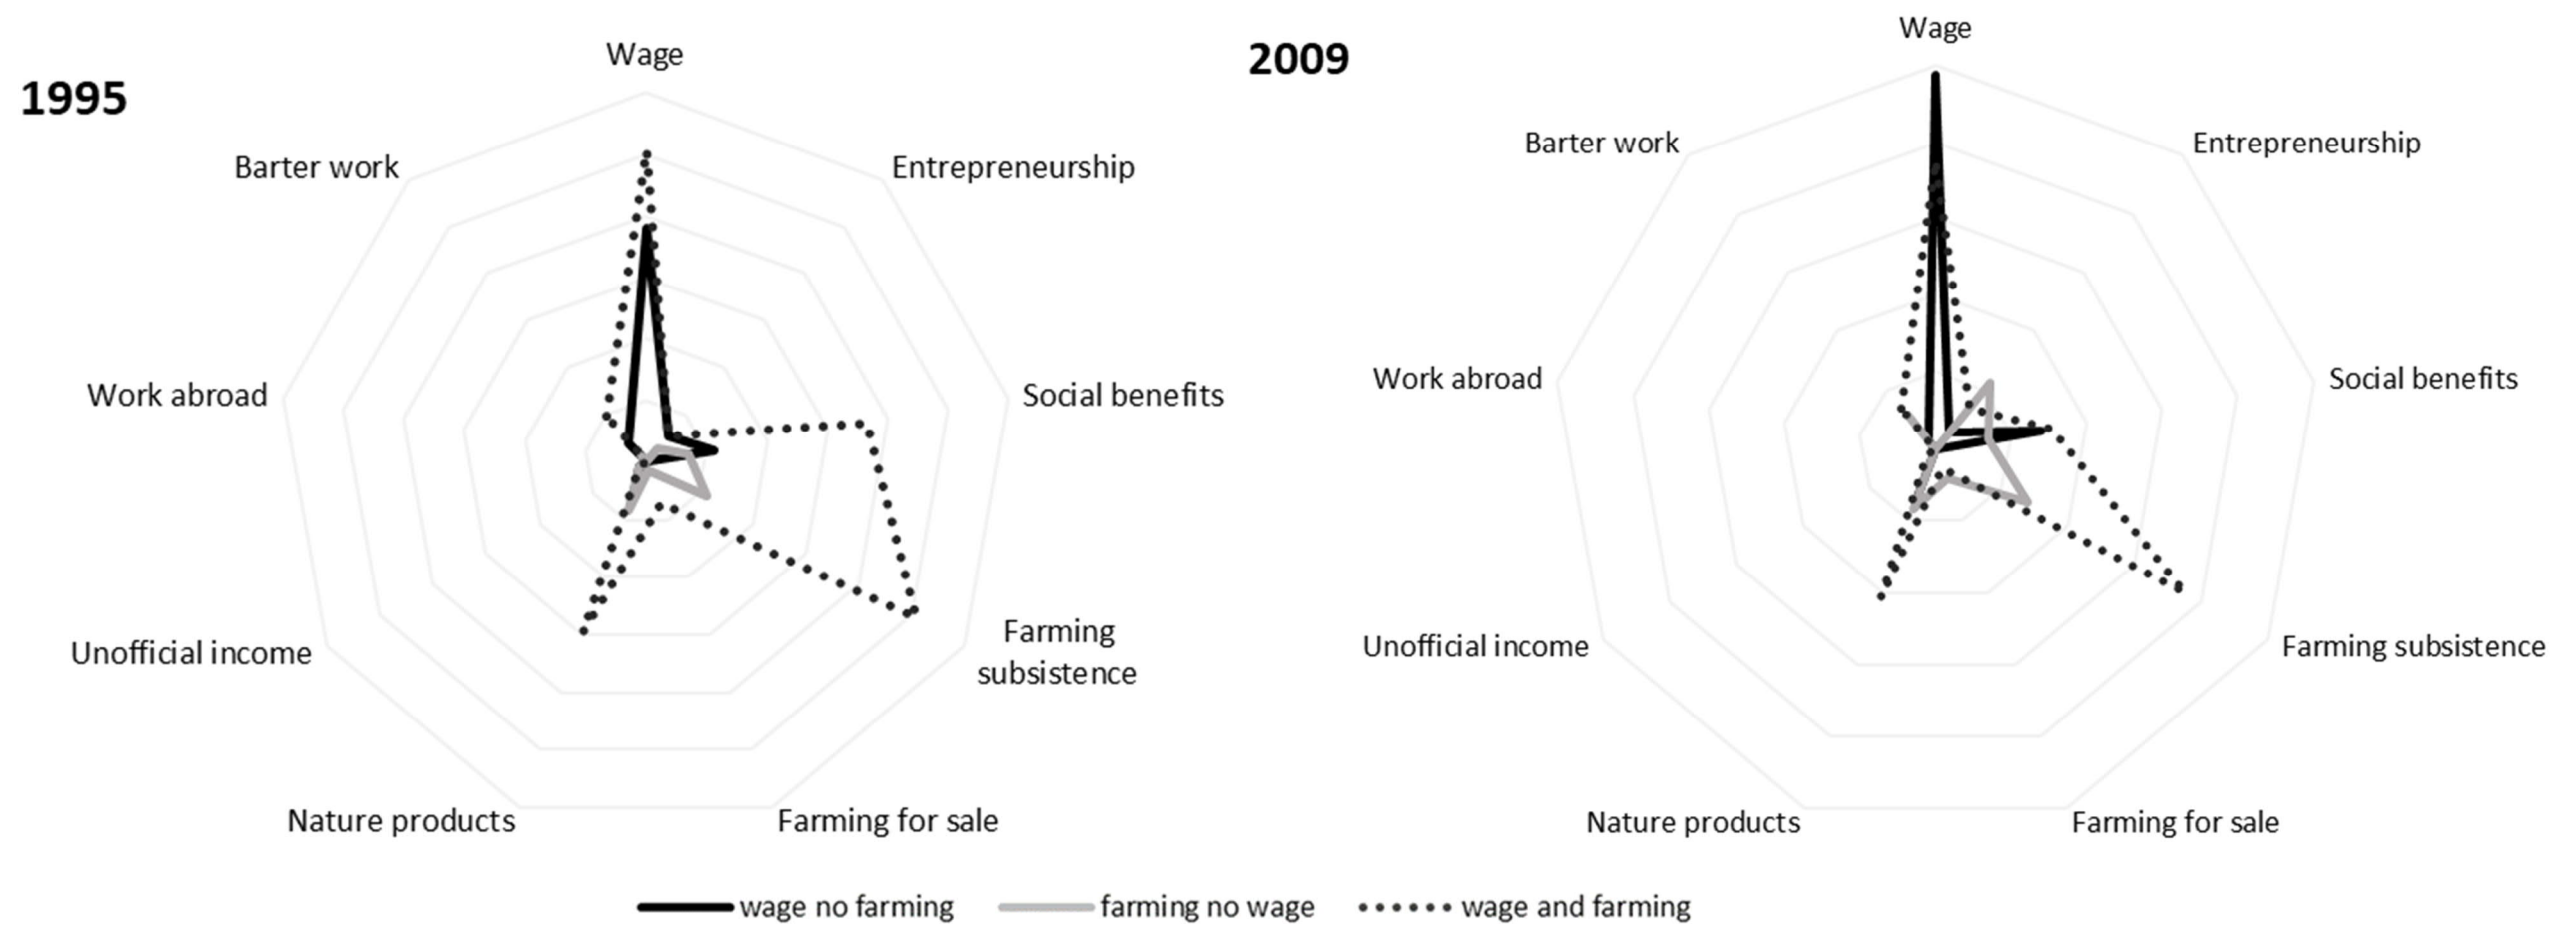 1995
Wage
Entrepreneurship
Social benefits
Farming
subsistence
Farming for sale
Nature products
Unofficial income
Work abroad
Barter work
2009
Wage
Entrepreneurship
Social benefits
Farming subsistence
Farming for sale
Nature products
Unofficial income
Work abroad
Barter work
wage no farming
farming no wage
wage and farming